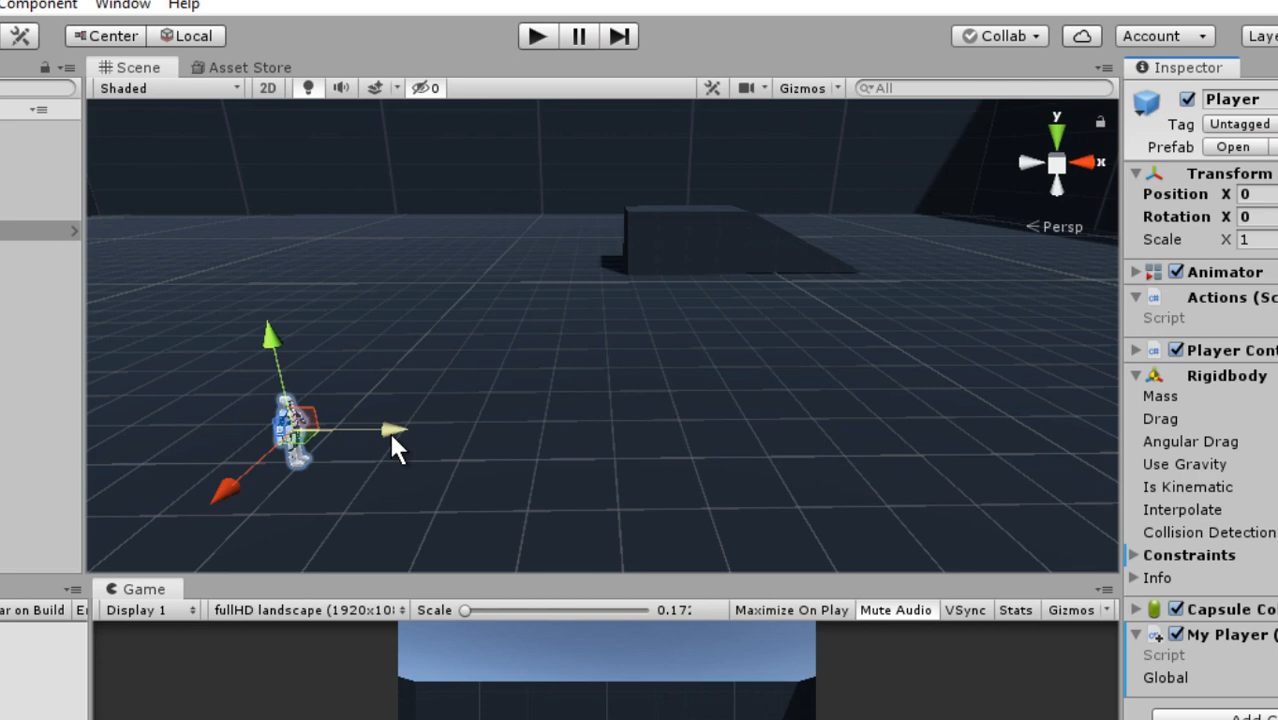 Component Window Help
Center Local Collab Account Laye
Scene Asset Store Inspector
Shaded 2D 0 Gizmos All
Player
Tag Untagged
Prefab Open
Transform
Position X 0
Rotation X 0
Scale X 1
y
x
Persp
Animator
Actions (Sc
Script
Player Cont
Rigidbody
Mass
Drag
Angular Drag
Use Gravity
Is Kinematic
Interpolate
Collision Detection
Constraints
Info
Game
ar on Build Er Display 1 fullHD landscape (1920x10 Scale 0.17 Maximize On Play Mute Audio VSync Stats Gizmos
Capsule Co
My Player (
Script
Global
Add C